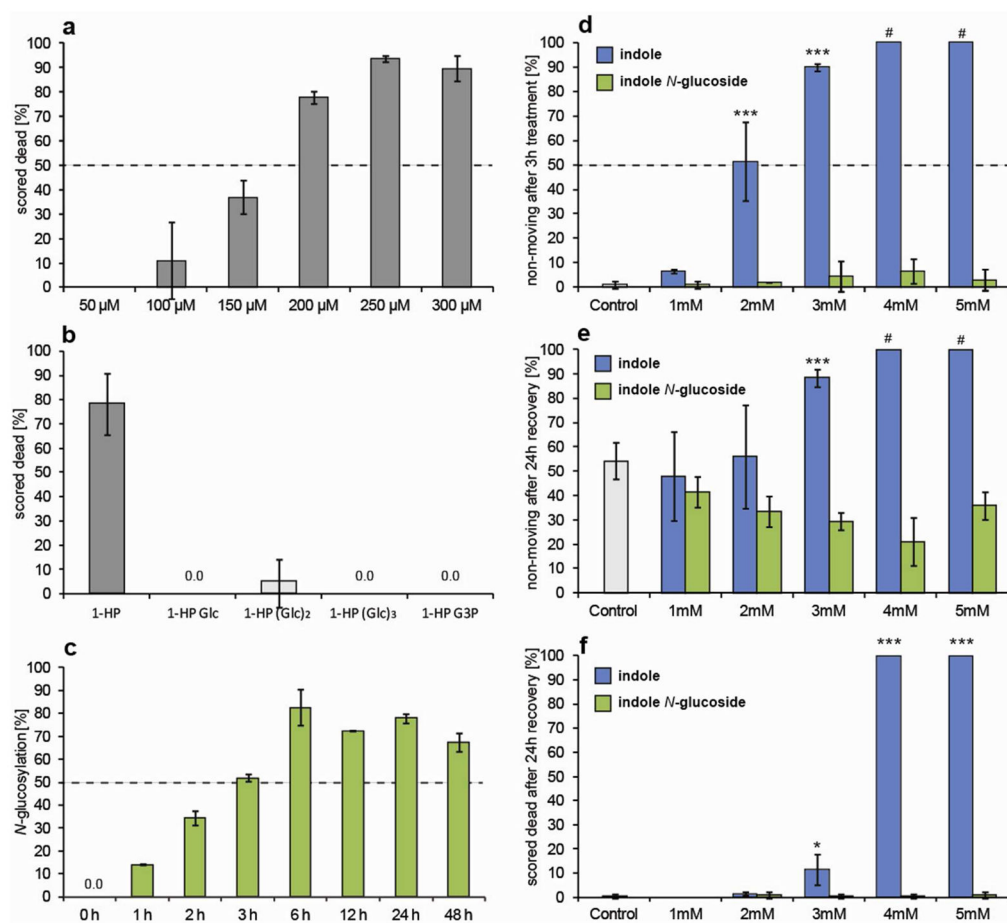 a
scored dead [%]
100
90
80
70
60
50
40
30
20
10
0
50 µM 100 µM 150 µM 200 µM 250 µM 300 µM
b
scored dead [%]
100
90
80
70
60
50
40
30
20
10
0
0.0 0.0 0.0
1-HP 1-HP Glc 1-HP (Glc)2 1-HP (Glc)3 1-HP G3P
c
N-glucosylation [%]
100
90
80
70
60
50
40
30
20
10
0
0.0
0 h 1 h 2 h 3 h 6 h 12 h 24 h 48 h
d
non-moving after 3h treatment [%]
100
90
80
70
60
50
40
30
20
10
0
indole
indole N-glucoside
*** *** # #
Control 1mM 2mM 3mM 4mM 5mM
e
non-moving after 24h recovery [%]
100
90
80
70
60
50
40
30
20
10
0
indole
indole N-glucoside
*** # #
Control 1mM 2mM 3mM 4mM 5mM
f
scored dead after 24h recovery [%]
100
90
80
70
60
50
40
30
20
10
0
indole
indole N-glucoside
* *** ***
Control 1mM 2mM 3mM 4mM 5mM